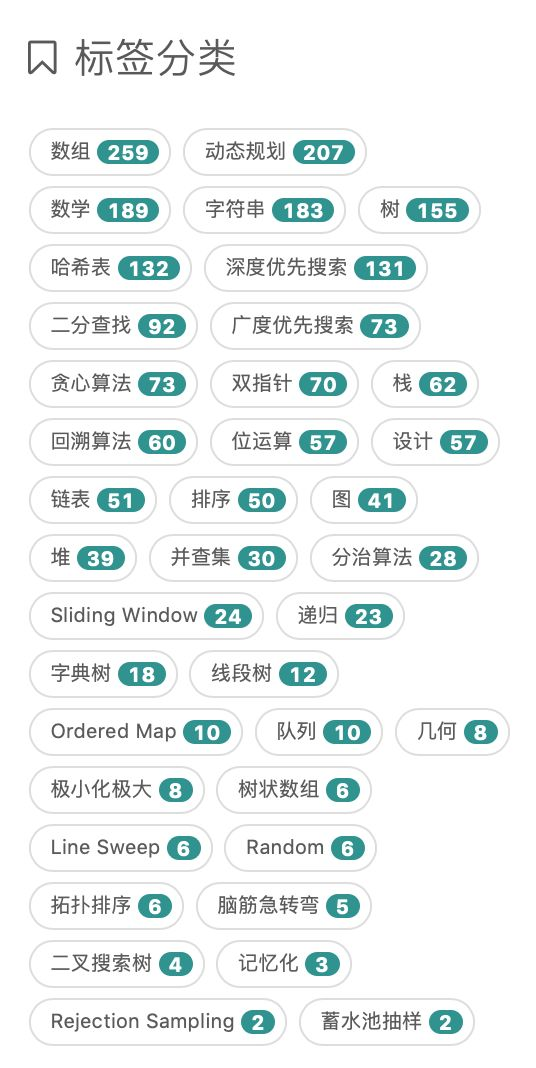 标签分类
数组 259 动态规划 207
数学 189 字符串 183 树 155
哈希表 132 深度优先搜索 131
二分查找 92 广度优先搜索 73
贪心算法 73 双指针 70 栈 62
回溯算法 60 位运算 57 设计 57
链表 51 排序 50 图 41
堆 39 并查集 30 分治算法 28
Sliding Window 24 递归 23
字典树 18 线段树 12
Ordered Map 10 队列 10 几何 8
极小化极大 8 树状数组 6
Line Sweep 6 Random 6
拓扑排序 6 脑筋急转弯 5
二叉搜索树 4 记忆化 3
Rejection Sampling 2 蓄水池抽样 2